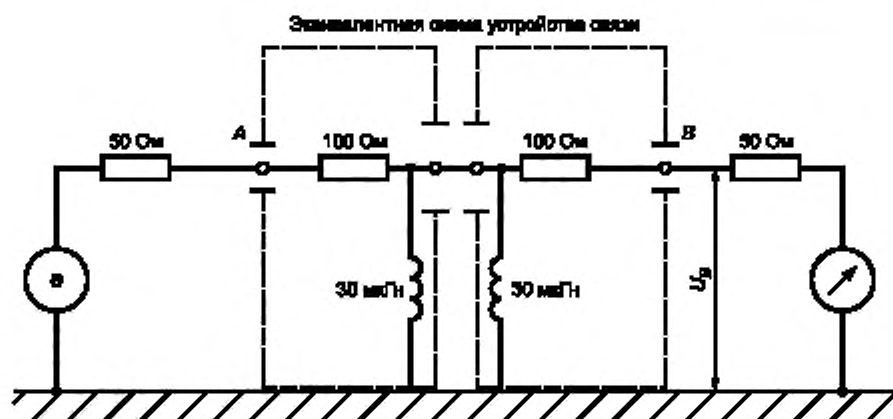 Эквивалентная схема устройства связи
50 Ом
A
100 Ом
100 Ом
B
50 Ом
e
30 мкГн
30 мкГн